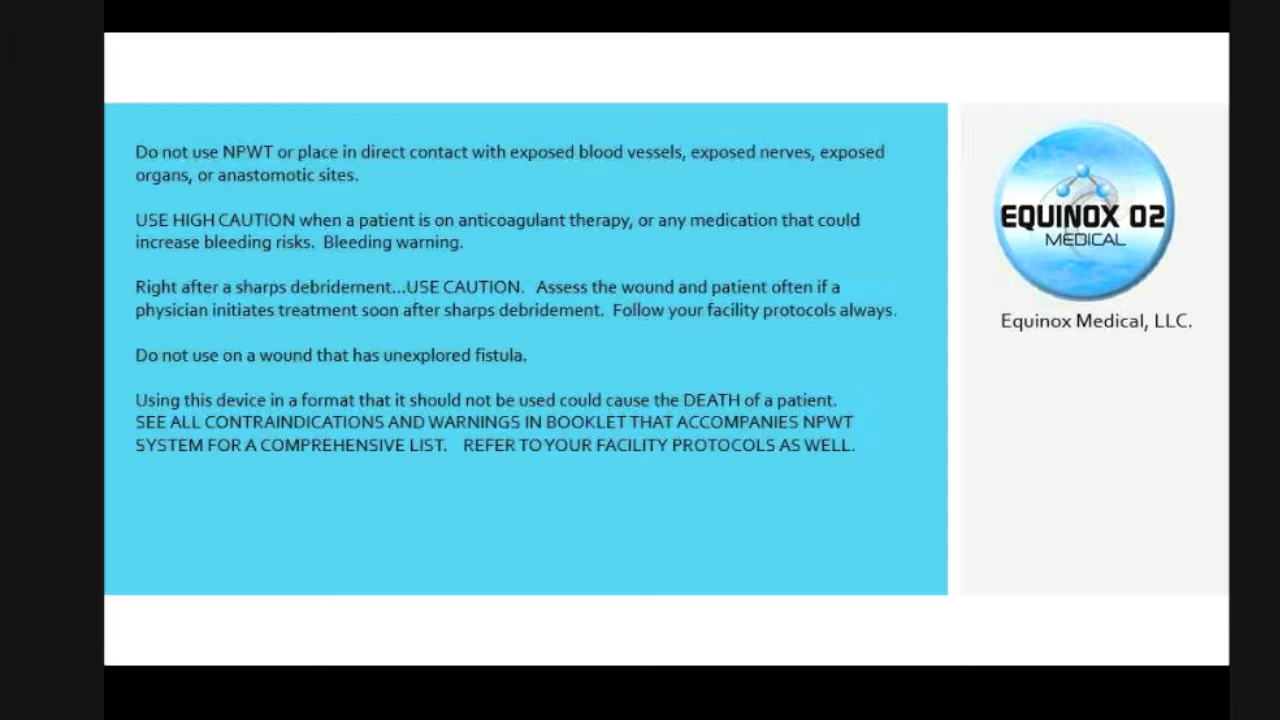 Do not use NPWT or place in direct contact with exposed blood vessels, exposed nerves, exposed
organs, or anastomotic sites.
USE HIGH CAUTION when a patient is on anticoagulant therapy, or any medication that could
increase bleeding risks.  Bleeding warning.
Right after a sharps debridement...USE CAUTION.   Assess the wound and patient often if a
physician initiates treatment soon after sharps debridement.  Follow your facility protocols always.
Do not use on a wound that has unexplored fistula.
Using this device in a format that it should not be used could cause the DEATH of a patient.
SEE ALL CONTRAINDICATIONS AND WARNINGS IN BOOKLET THAT ACCOMPANIES NPWT
SYSTEM FOR A COMPREHENSIVE LIST.    REFER TO YOUR FACILITY PROTOCOLS AS WELL.
EQUINOX O2
MEDICAL
Equinox Medical, LLC.